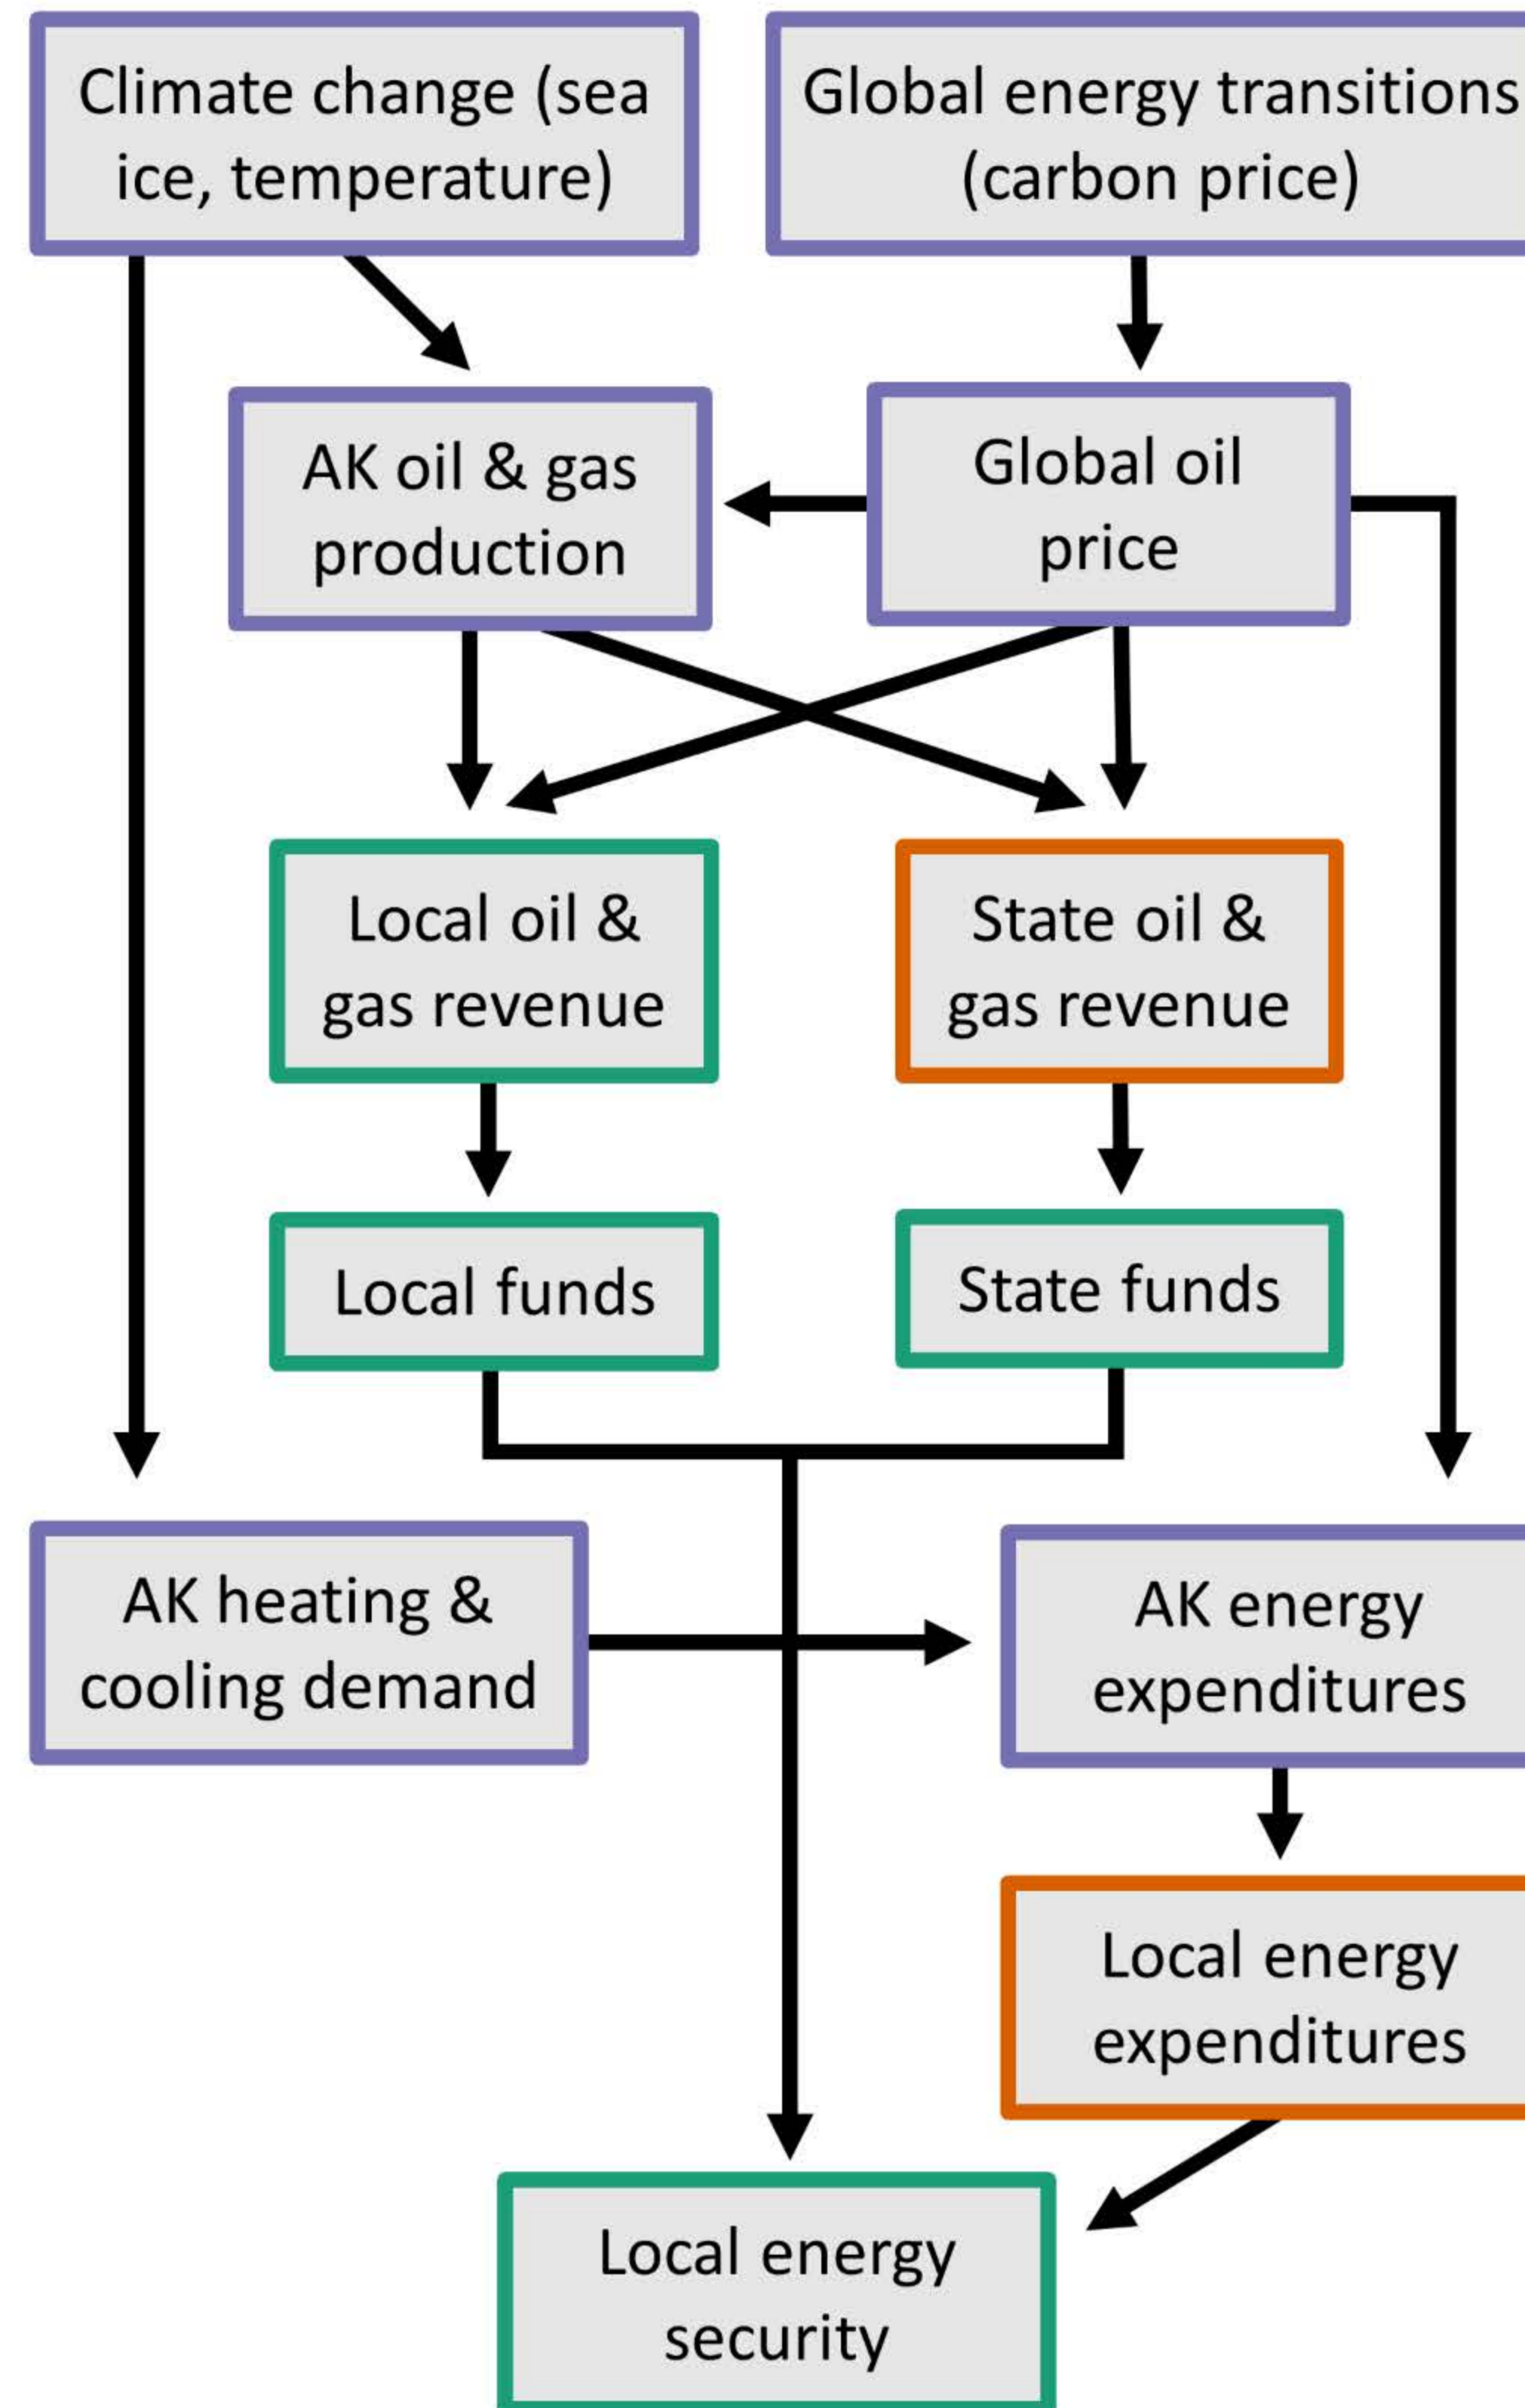 Climate change (sea
ice, temperature)
Global energy transitions
(carbon price)
AK oil & gas
production
Global oil
price
Local oil &
gas revenue
State oil &
gas revenue
Local funds
State funds
AK heating &
cooling demand
AK energy
expenditures
Local energy
expenditures
Local energy
security